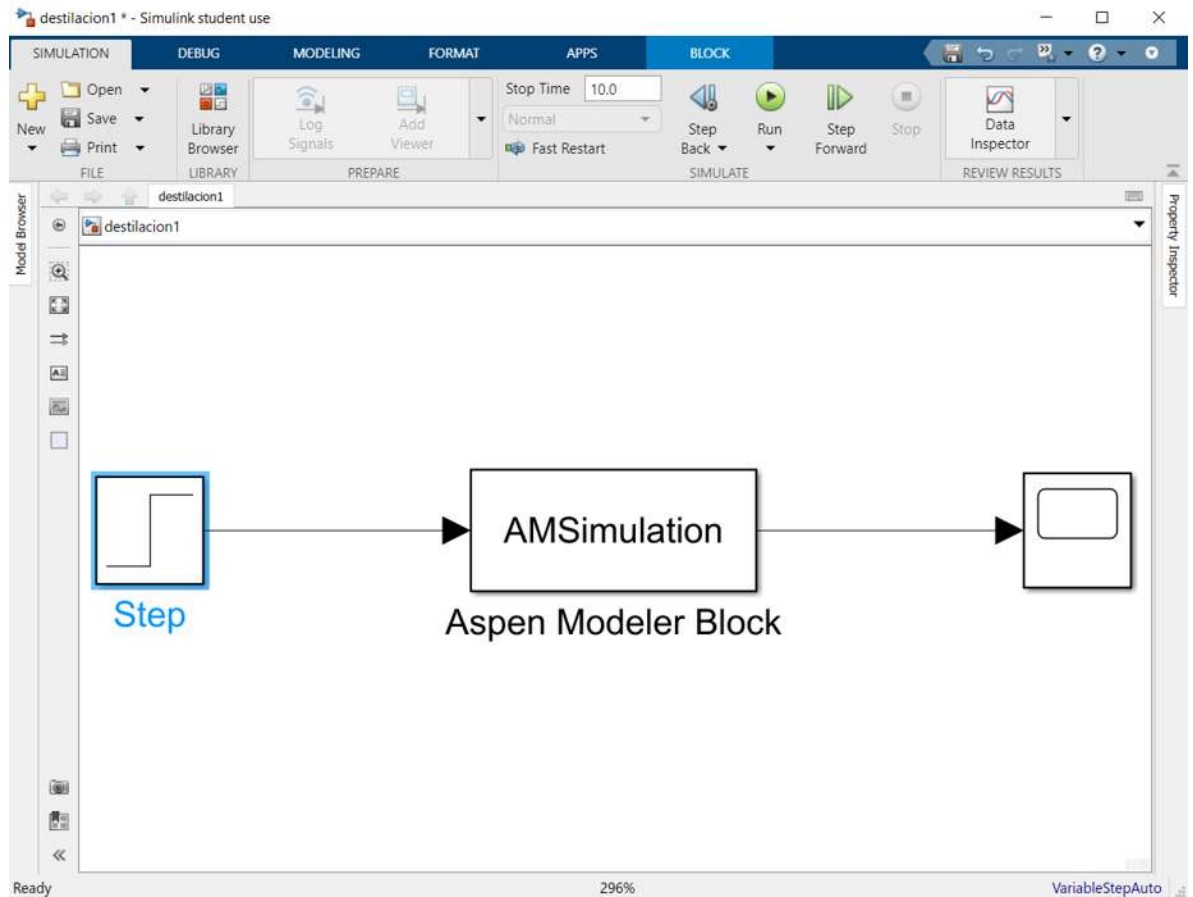 destilacion1 * - Simulink student use
SIMULATION DEBUG MODELING FORMAT APPS BLOCK
New
Open
Save
Print
FILE
Library
Browser
LIBRARY
Log
Signals
Add
Viewer
PREPARE
Stop Time 10.0
Normal
Fast Restart
Step
Back
Run
Step
Forward
Stop
SIMULATE
Data
Inspector
REVIEW RESULTS
Model Browser
destilacion1
destilacion1
Property Inspector
AMSimulation
Step
Aspen Modeler Block
Ready 296% VariableStepAuto